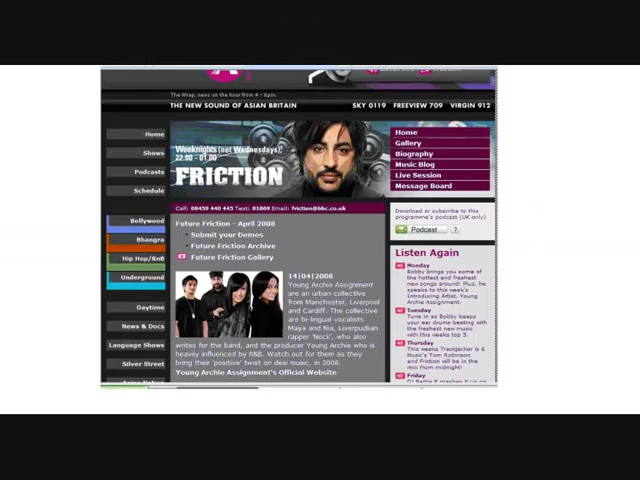 The Wrap, news on the hour from 4 - 6pm.
THE NEW SOUND OF ASIAN BRITAIN
SKY 0119 FREEVIEW 709 VIRGIN 912
Home
Shows
Podcasts
Schedule
Bollywood
Bhangra
Hip Hop/RnB
Underground
Daytime
News & Docs
Language Shows
Silver Street
Weeknights (not Wednesdays),
22.00 - 01.00
FRICTION
Home
Gallery
Biography
Music Blog
Live Session
Message Board
Call: 08459 440 445 Text: 81869 Email: friction@bbc.co.uk
Future Friction - April 2008
Submit your Demos
Future Friction Archive
Future Friction Gallery
14|04|2008
Young Archie Assignment
are an urban collective
from Manchester, Liverpool
and Cardiff. The collective
are bi-lingual vocalists
Maya and Nia, Liverpudlian
rapper 'Neck', who also
writes for the band, and the producer Young Archie who is
heavily influenced by R&B. Watch out for them as they
bring their 'positive' twist on desi music, in 2008.
Young Archie Assignment's Official Website
Download or subscribe to this
programme's podcast (UK only)
Podcast ?
Listen Again
Monday
Bobby brings you some of
the hottest and freshest
new songs around! Plus, he
speaks to this week's
Introducing Artist, Young
Archie Assignment.
Tuesday
Tune in as Bobby keeps
your ear drums beating with
the freshest new music
with this weeks top 3.
Thursday
This weeks Trackjacker is 6
Music's Tom Robinson
and Friction will be in the
mix from midnight!
Friday